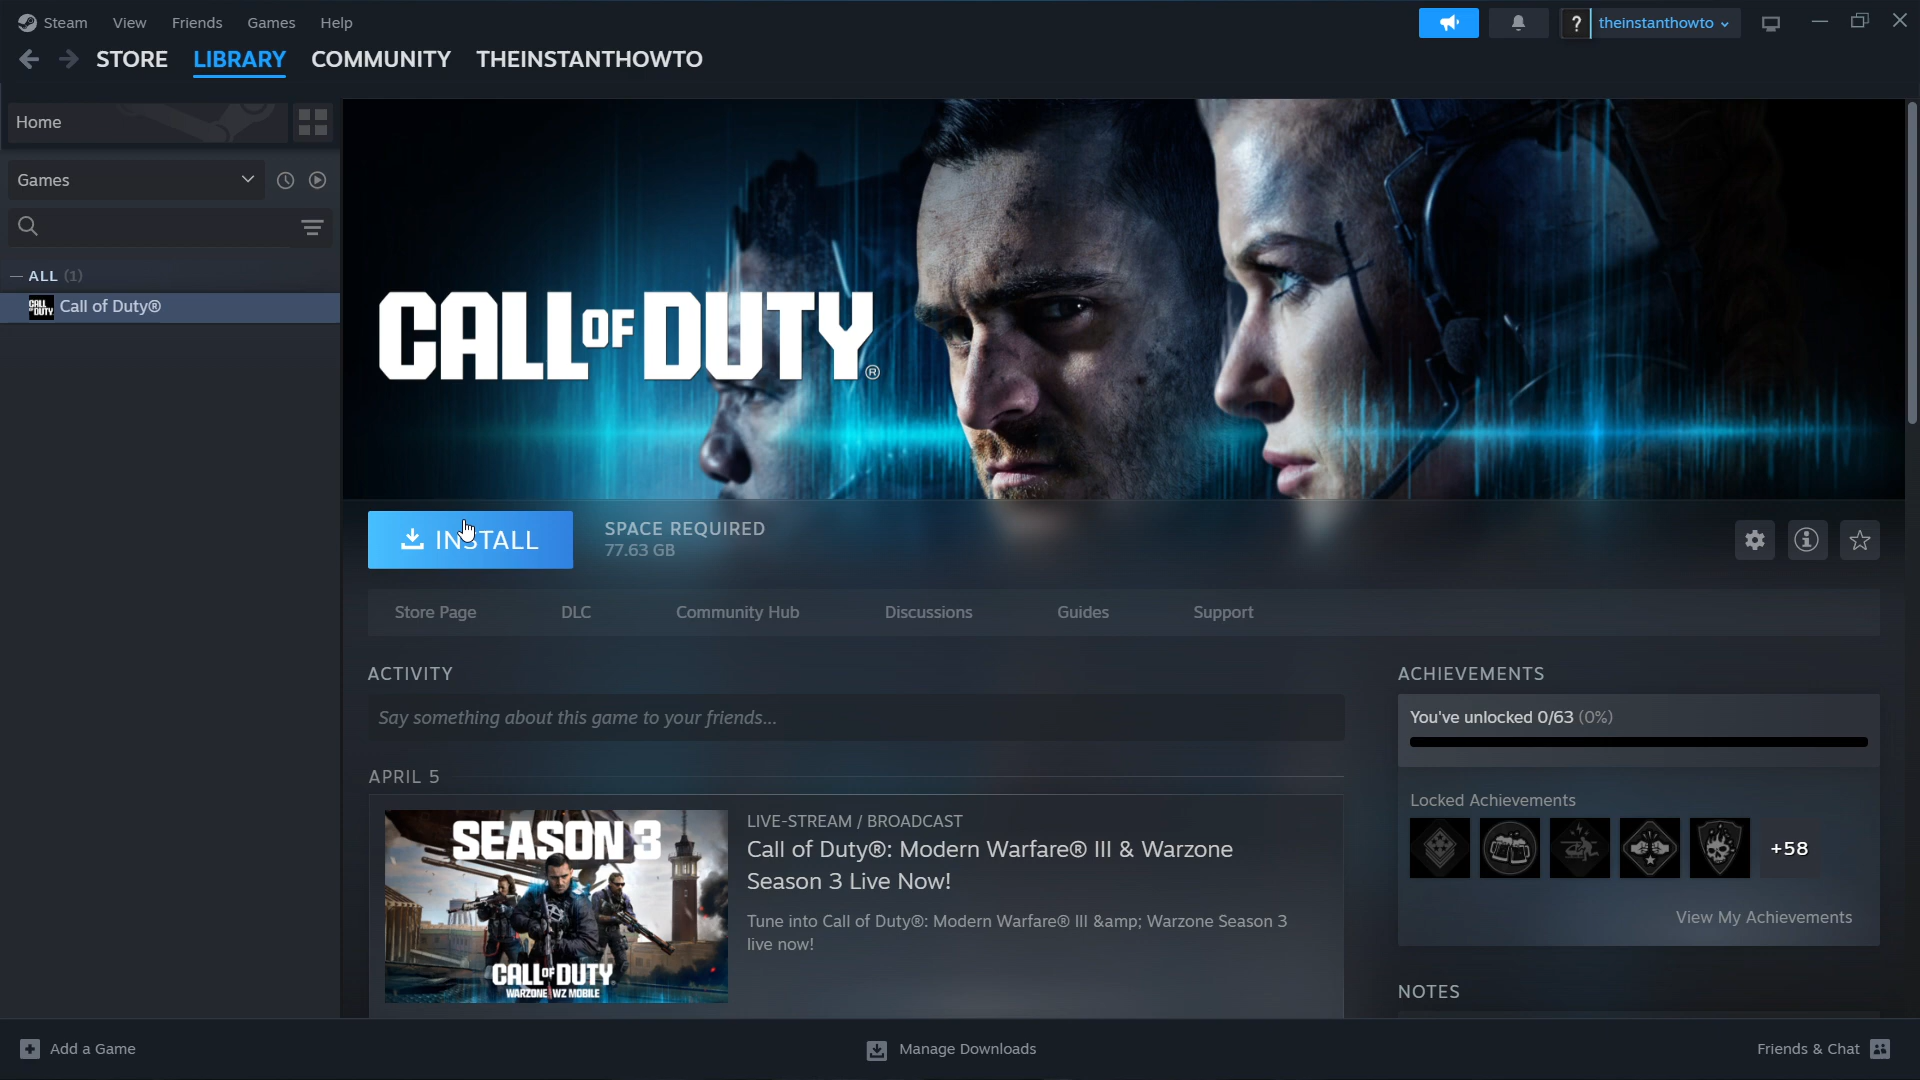 Steam View Friends Games Help
? theinstanthowto
STORE LIBRARY COMMUNITY THEINSTANTHOWTO
Home
Games
— ALL (1)
CALL OF DUTY Call of Duty®
CALL OF DUTY®
INSTALL
SPACE REQUIRED
77.63 GB
Store Page DLC Community Hub Discussions Guides Support
ACTIVITY
Say something about this game to your friends...
APRIL 5
SEASON 3
CALL OF DUTY
WARZONE WZ MOBILE
LIVE-STREAM / BROADCAST
Call of Duty®: Modern Warfare® III & Warzone
Season 3 Live Now!
Tune into Call of Duty®: Modern Warfare® III &amp; Warzone Season 3
live now!
ACHIEVEMENTS
You've unlocked 0/63 (0%)
Locked Achievements
+58
View My Achievements
NOTES
Add a Game
Manage Downloads
Friends & Chat